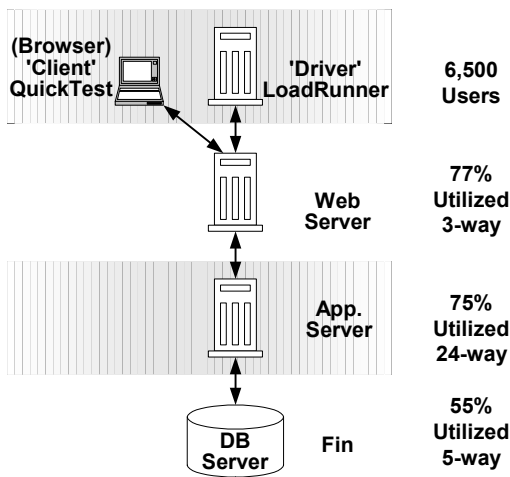 (Browser)
'Client'
QuickTest
'Driver'
LoadRunner
6,500
Users
Web
Server
77%
Utilized
3-way
App.
Server
75%
Utilized
24-way
DB
Server
Fin
55%
Utilized
5-way